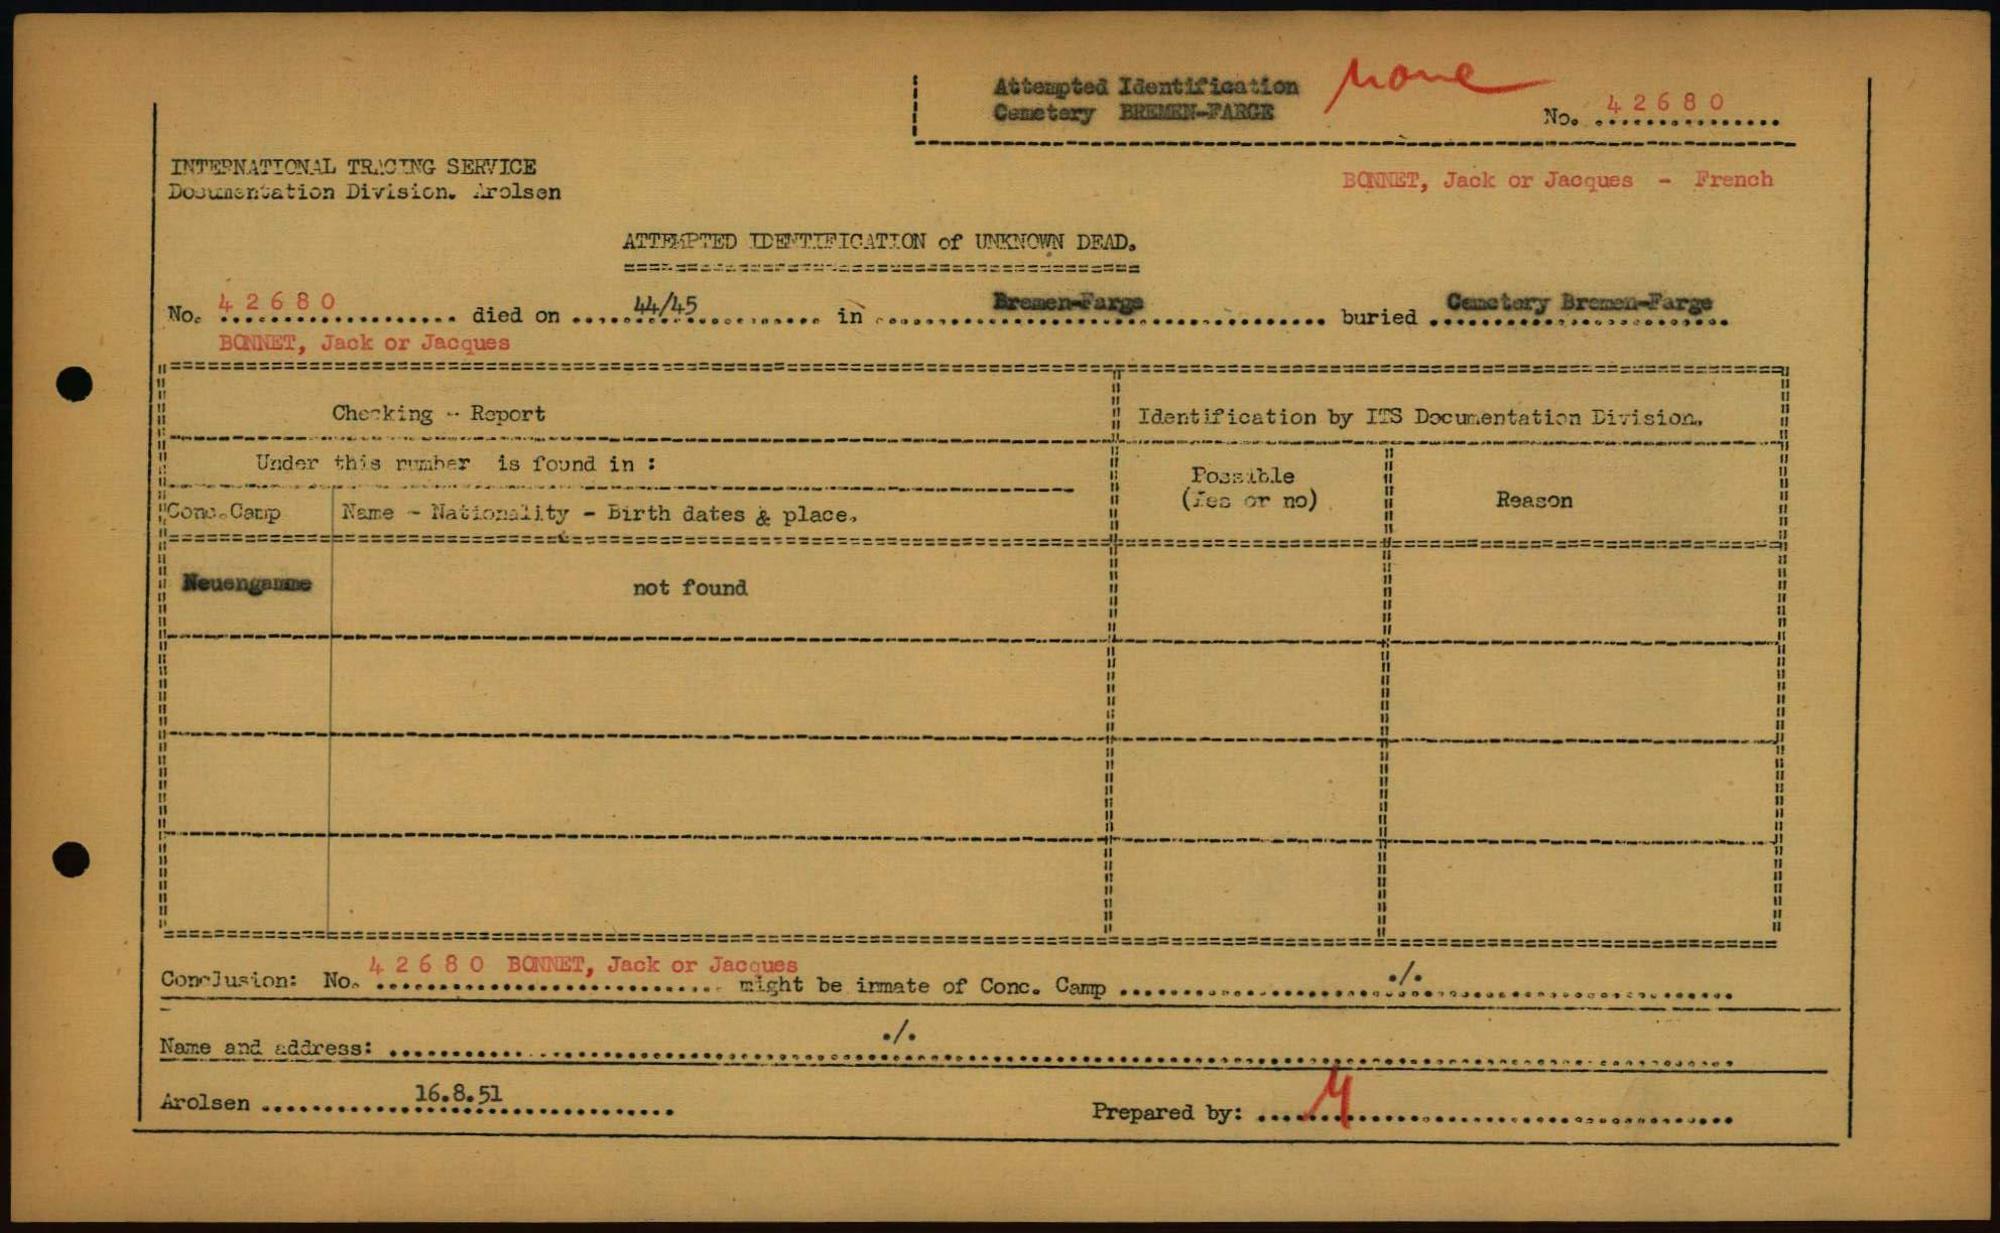 Attempted Identification
Cemetery BREMEN-FARGE
None
No. 42680
INTERNATIONAL TRACING SERVICE
Documentation Division. Arolsen
BONNET, Jack or Jacques - French
ATTEMPTED IDENTIFICATION of UNKNOWN DEAD.
No. 42680 died on 44/45 in Bremen-Farge buried Cemetery Bremen-Farge
BONNET, Jack or Jacques
Checking - Report
Identification by ITS Documentation Division.
Under this number is found in :
Possible
(Yes or no)
Reason
Conc.Camp
Name - Nationality - Birth dates & place.
Neuengamme
not found
Conclusion: No. 42680 BONNET, Jack or Jacques might be inmate of Conc. Camp ./.
Name and address: ./.
Arolsen 16.8.51
Prepared by: